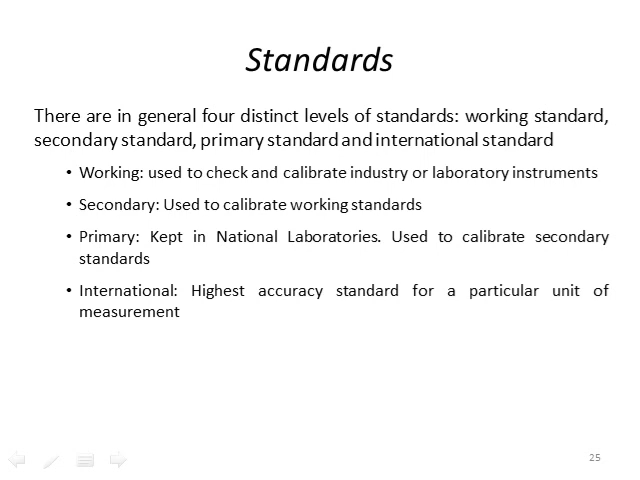 Standards
There are in general four distinct levels of standards: working standard,
secondary standard, primary standard and international standard
• Working: used to check and calibrate industry or laboratory instruments
• Secondary: Used to calibrate working standards
• Primary: Kept in National Laboratories. Used to calibrate secondary
standards
• International: Highest accuracy standard for a particular unit of
measurement
25